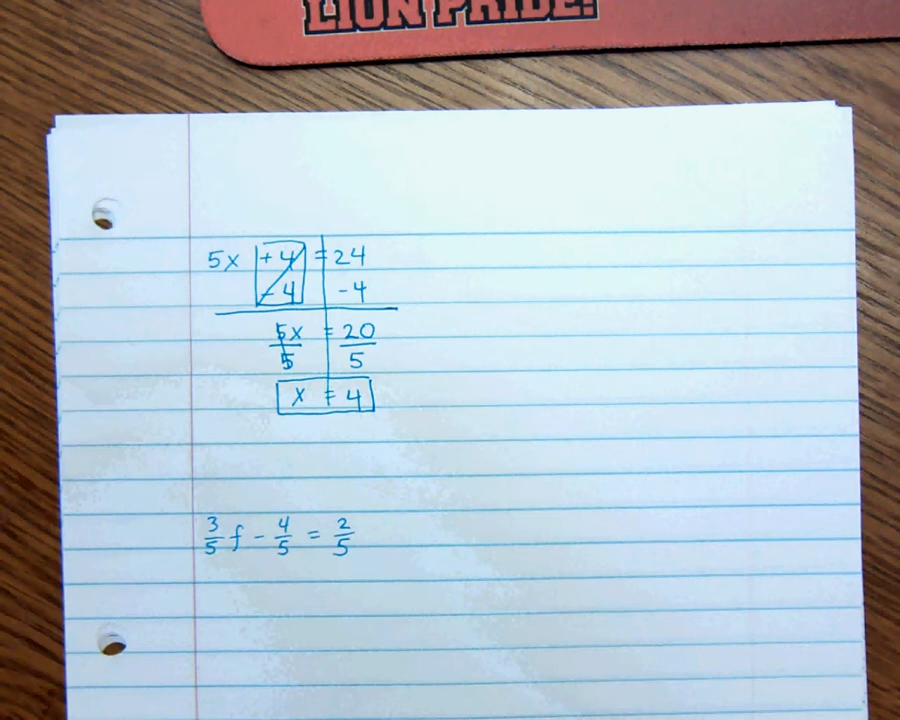 LION PRIDE!
5x +4 = 24
-4 -4
5x/5 = 20/5
x = 4
3/5 f - 4/5 = 2/5